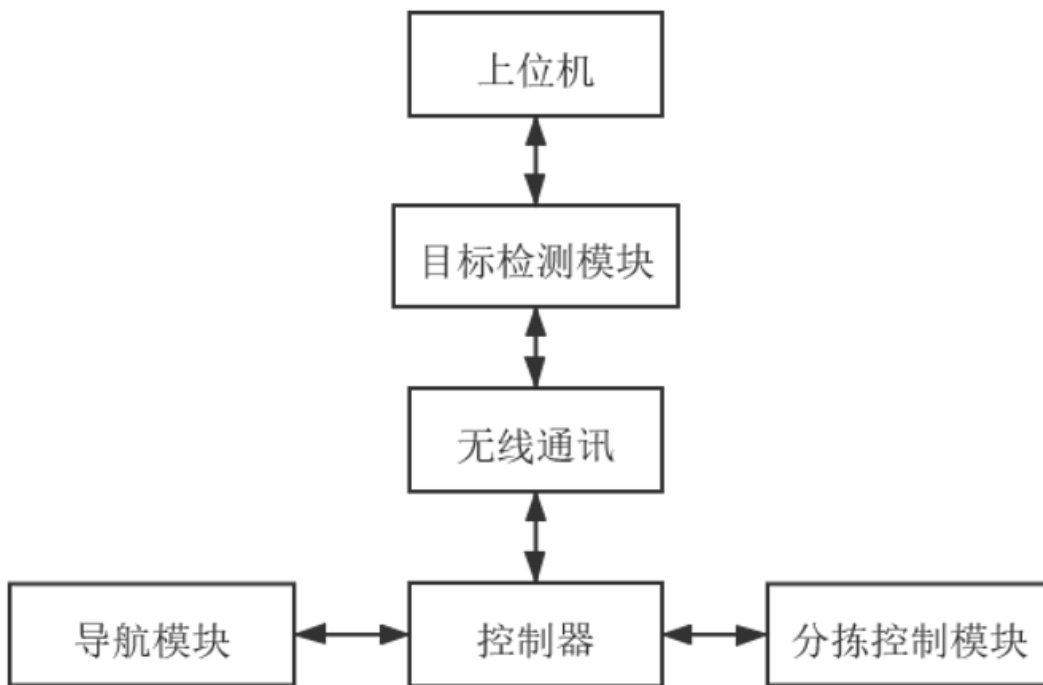 上位机
目标检测模块
无线通讯
导航模块
控制器
分拣控制模块